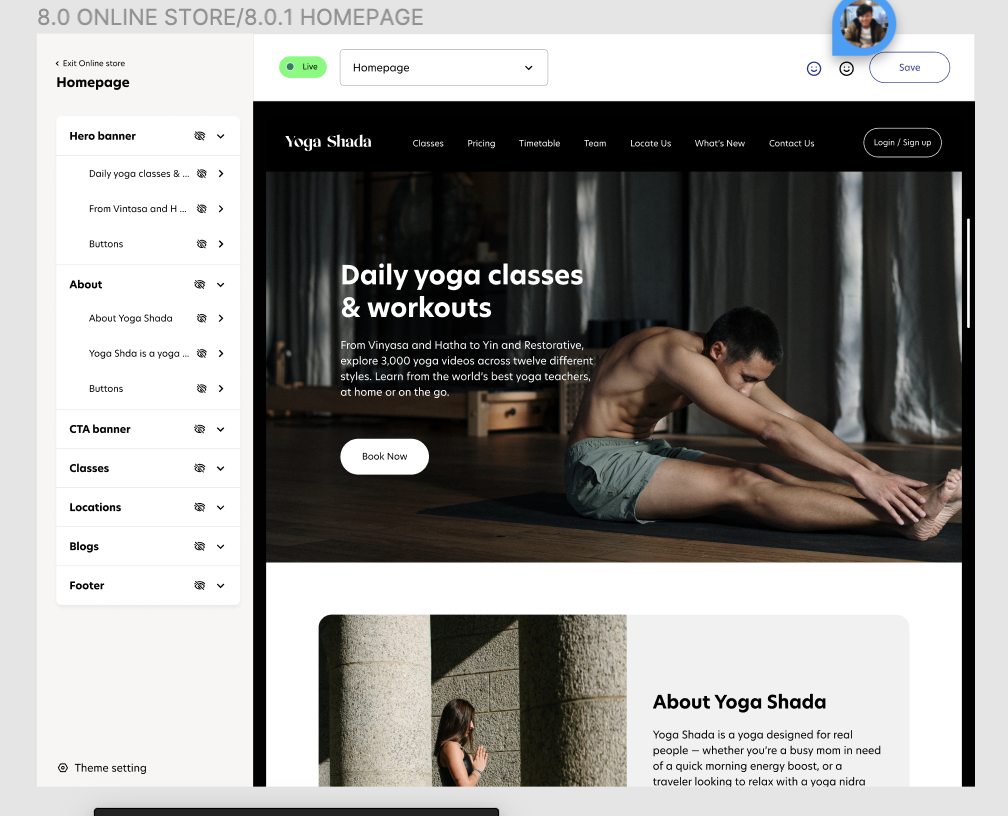 8.0 ONLINE STORE/8.0.1 HOMEPAGE
Exit Online store
Homepage
Live
Homepage
Save
Hero banner
Daily yoga classes & ...
From Vintasa and H ...
Buttons
About
About Yoga Shada
Yoga Shda is a yoga ...
Buttons
CTA banner
Classes
Locations
Blogs
Footer
Theme setting
Yoga Shada
Classes
Pricing
Timetable
Team
Locate Us
What's New
Contact Us
Login / Sign up
Daily yoga classes
& workouts
From Vinyasa and Hatha to Yin and Restorative,
explore 3,000 yoga videos across twelve different
styles. Learn from the world's best yoga teachers,
at home or on the go.
Book Now
About Yoga Shada
Yoga Shada is a yoga designed for real
people — whether you're a busy mom in need
of a quick morning energy boost, or a
traveler looking to relax with a yoga nidra